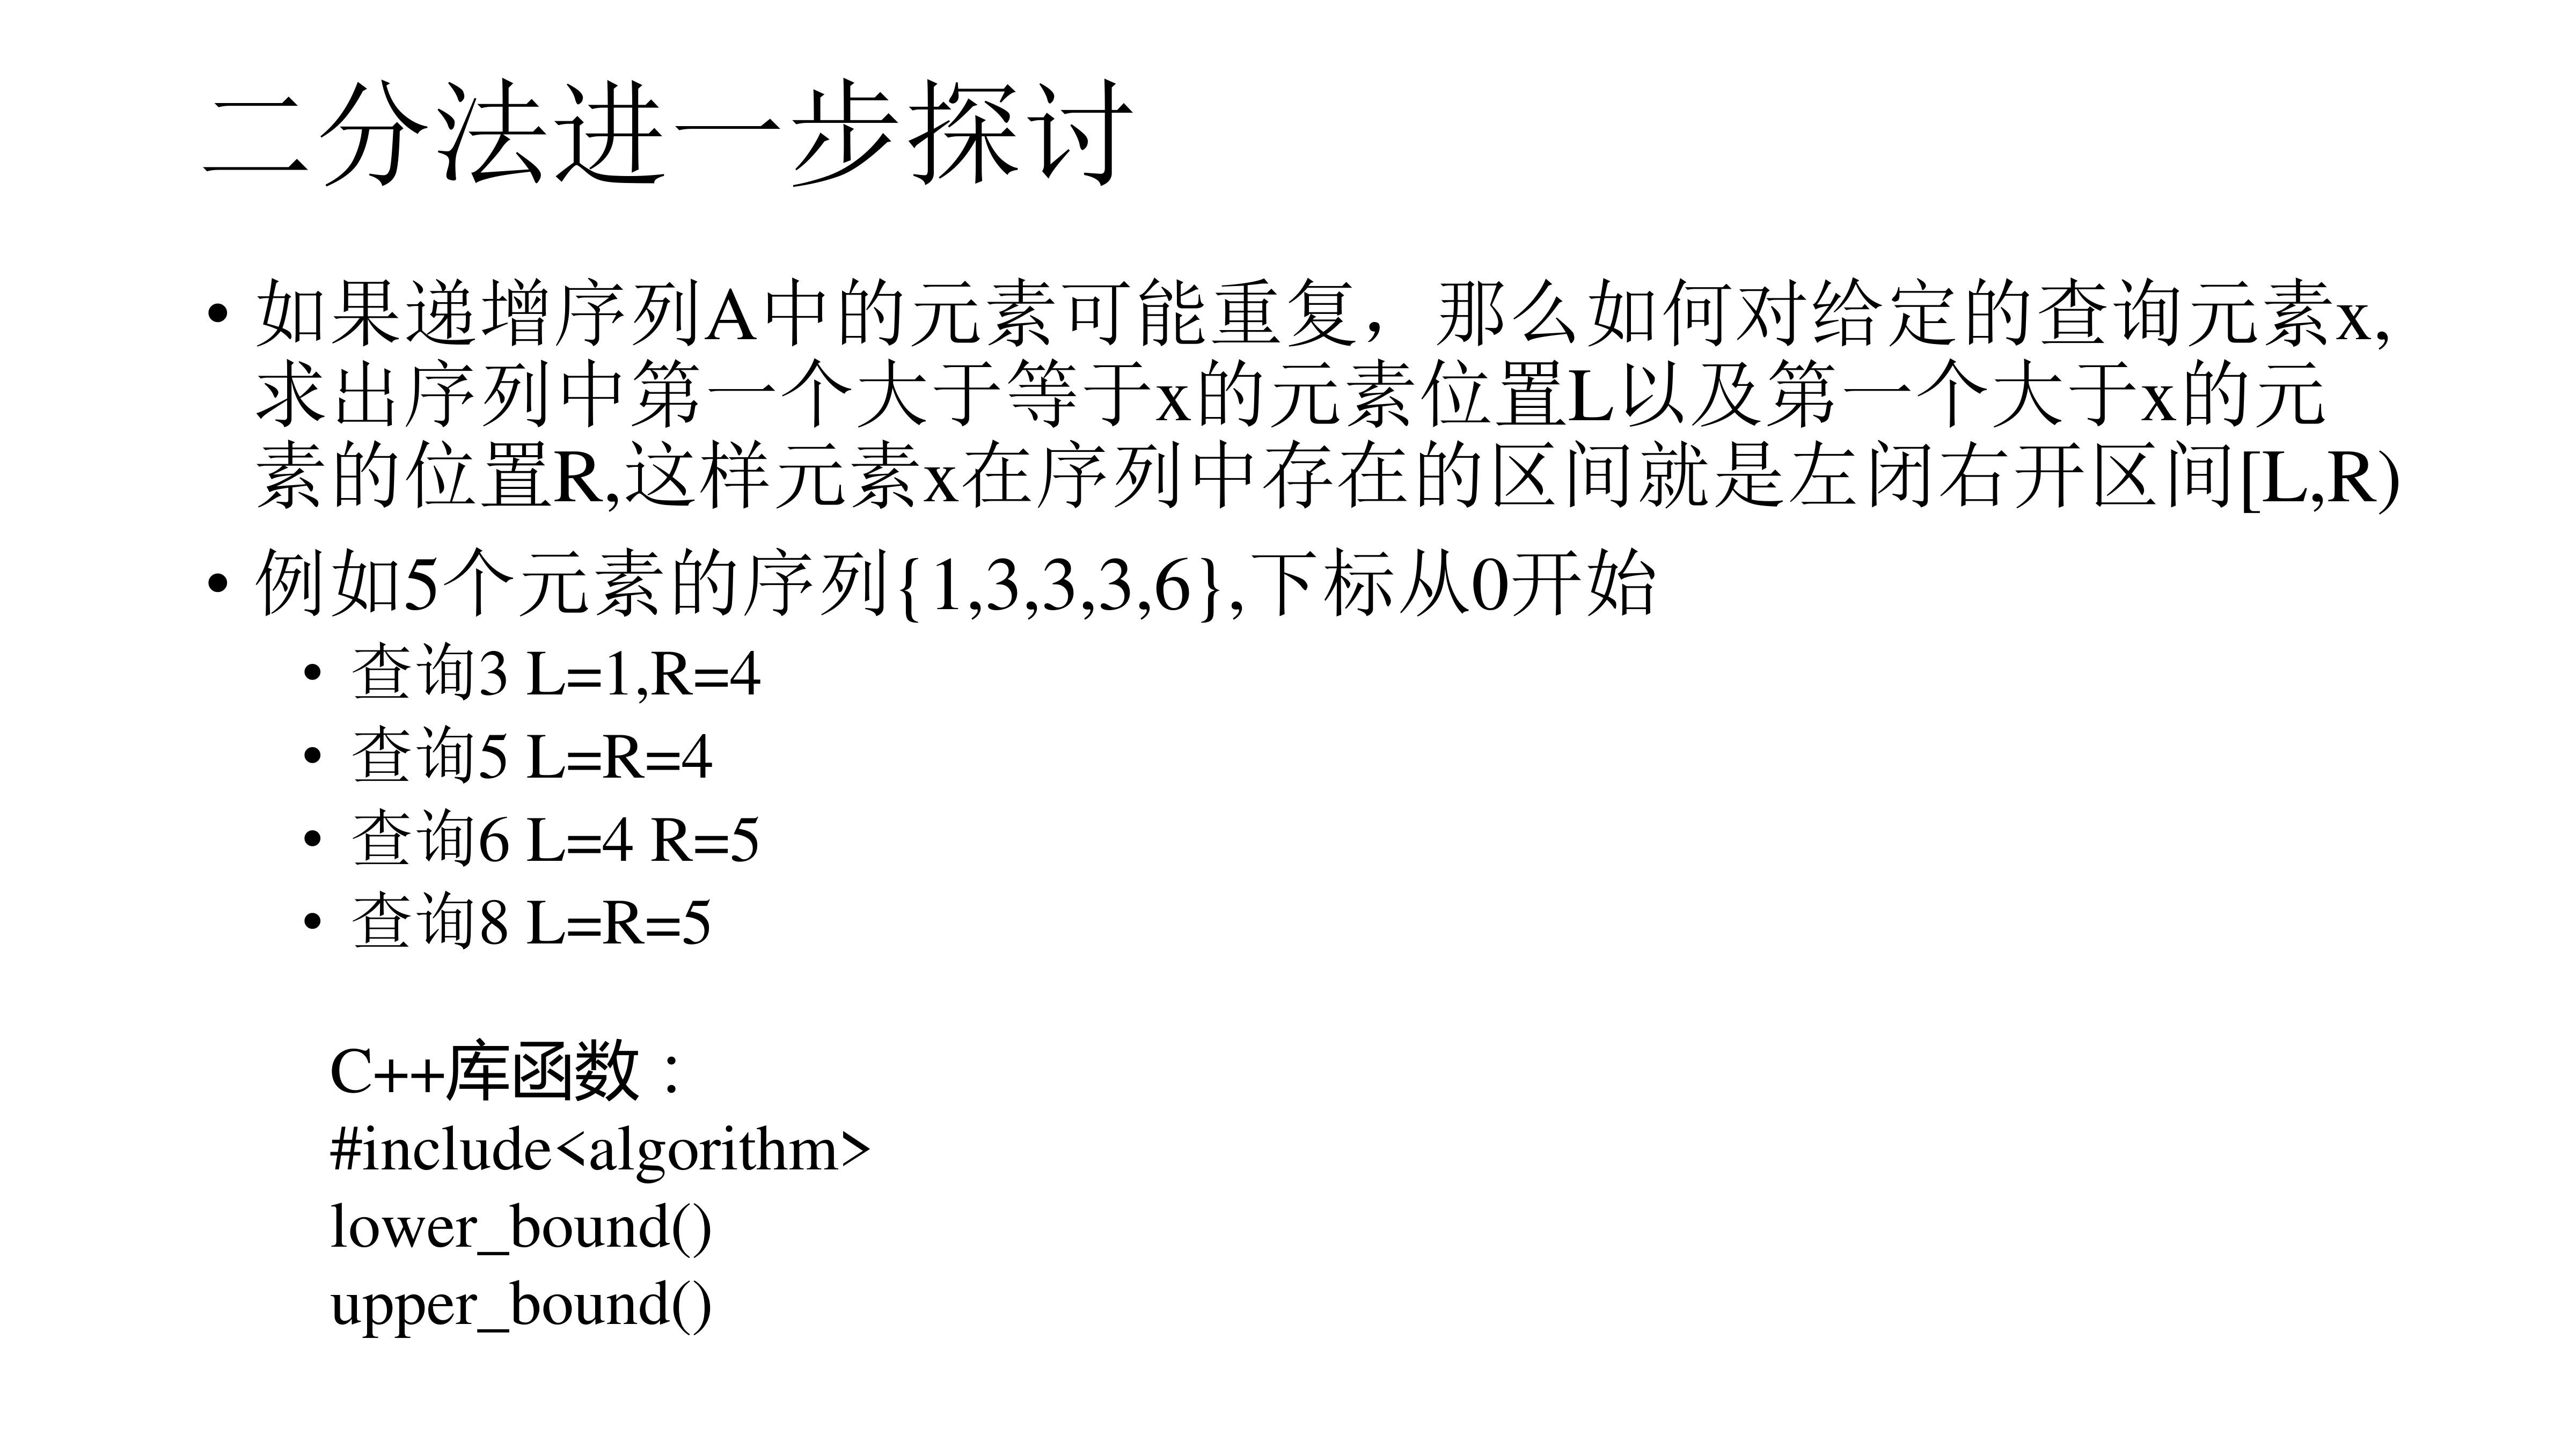 二分法进一步探讨
• 如果递增序列A中的元素可能重复，那么如何对给定的查询元素x,
求出序列中第一个大于等于x的元素位置L以及第一个大于x的元
素的位置R,这样元素x在序列中存在的区间就是左闭右开区间[L,R)
• 例如5个元素的序列{1,3,3,3,6},下标从0开始
• 查询3 L=1,R=4
• 查询5 L=R=4
• 查询6 L=4 R=5
• 查询8 L=R=5
C++库函数：
#include<algorithm>
lower_bound()
upper_bound()